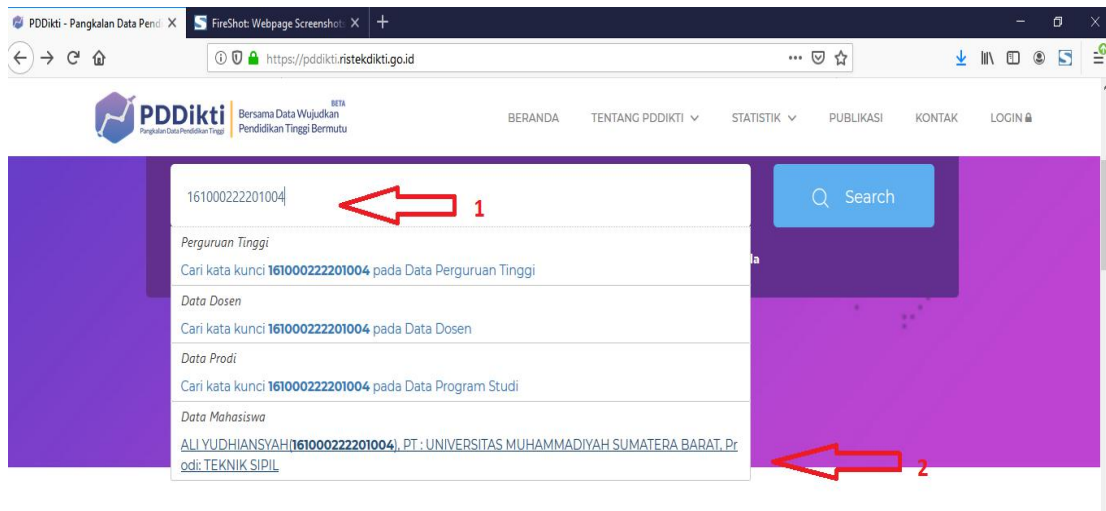 PDDikti - Pangkalan Data Pend
FireShot: Webpage Screenshot
https://pddikti.ristekdikti.go.id
PDDikti
Pangkalan Data Pendidikan Tinggi
BETA
Bersama Data Wujudkan
Pendidikan Tinggi Bermutu
BERANDA
TENTANG PDDIKTI
STATISTIK
PUBLIKASI
KONTAK
LOGIN
161000222201004
1
Search
Perguruan Tinggi
Cari kata kunci 161000222201004 pada Data Perguruan Tinggi
la
Data Dosen
Cari kata kunci 161000222201004 pada Data Dosen
Data Prodi
Cari kata kunci 161000222201004 pada Data Program Studi
Data Mahasiswa
ALI YUDHIANSYAH(161000222201004), PT : UNIVERSITAS MUHAMMADIYAH SUMATERA BARAT, Pr
odi: TEKNIK SIPIL
2